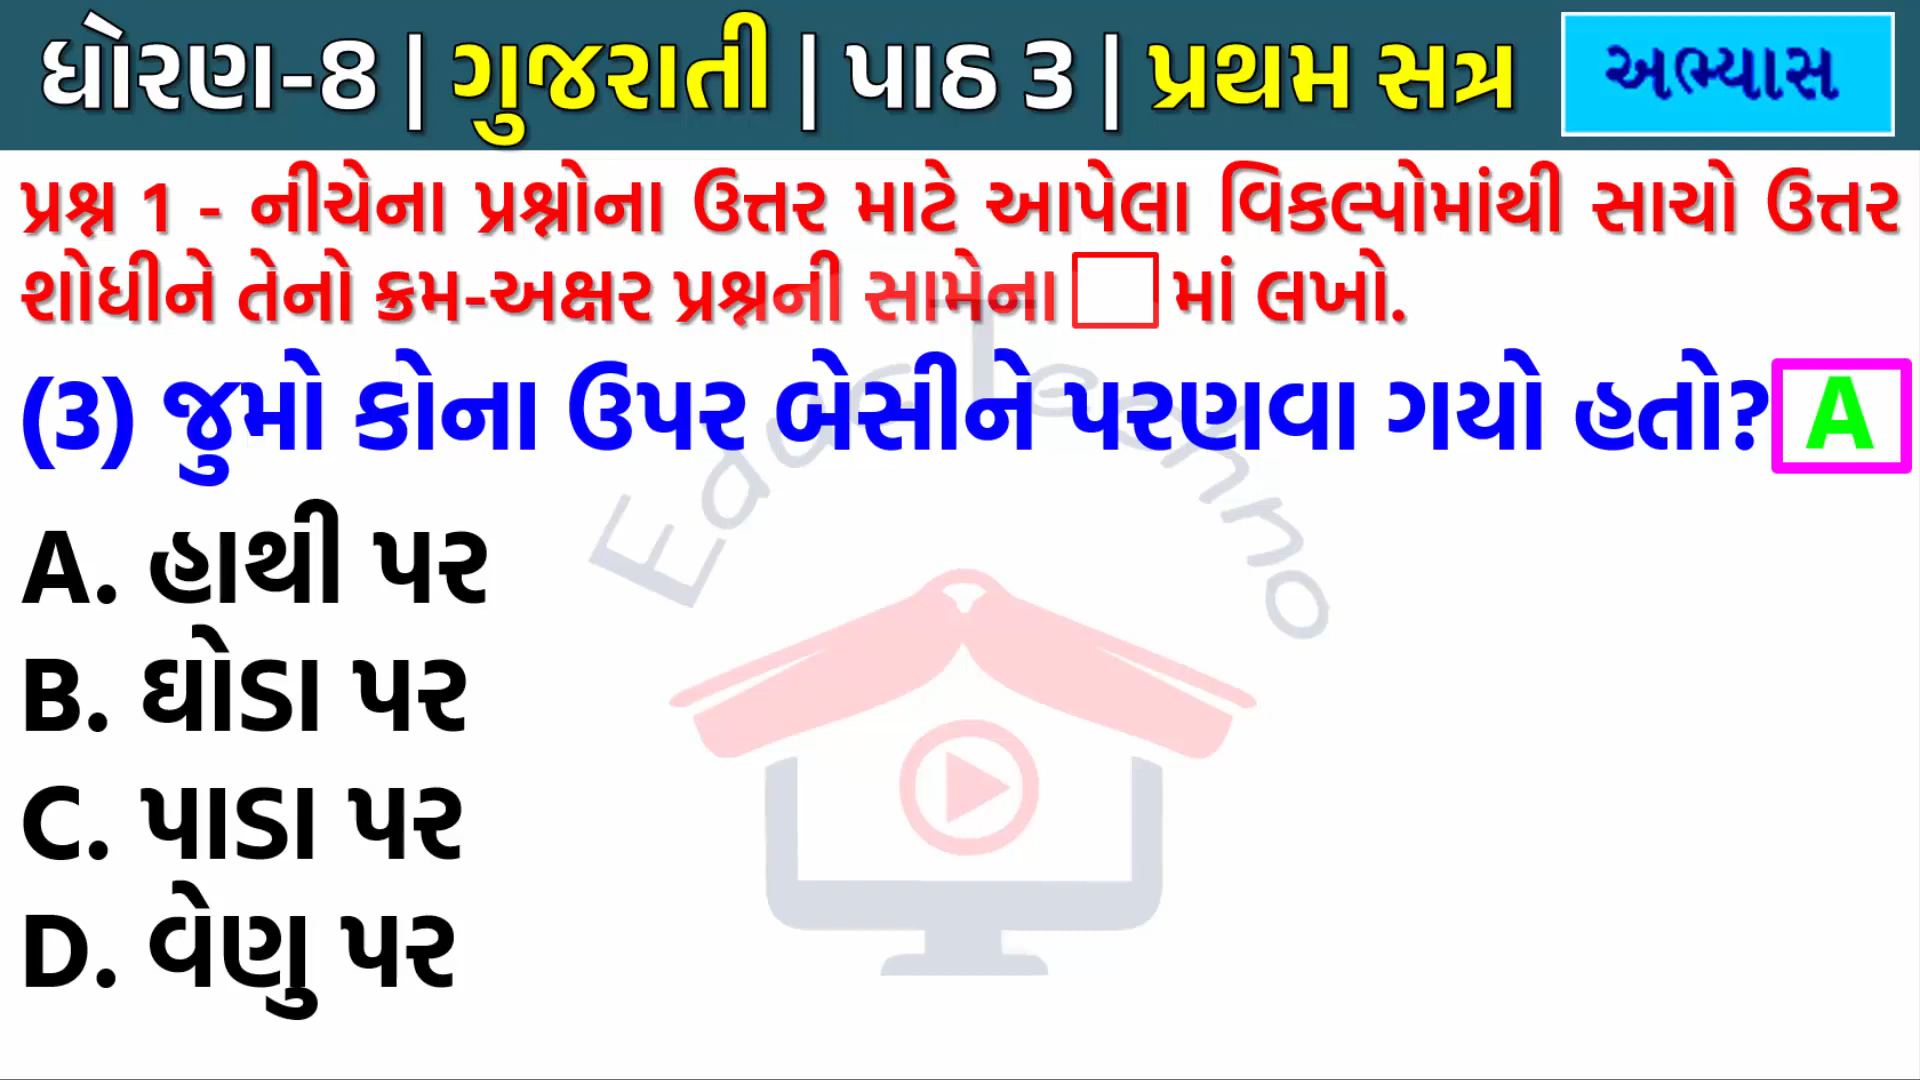 ધોરણ-8 | ગુજરાતી | પાઠ 3 | પ્રથમ સત્ર
અભ્યાસ
પ્રશ્ન 1 - નીચેના પ્રશ્નોના ઉત્તર માટે આપેલા વિકલ્પોમાંથી સાચો ઉત્તર
શોધીને તેનો ક્રમ-અક્ષર પ્રશ્નની સામેના માં લખો.
(3) જુમો કોના ઉપર બેસીને પરણવા ગયો હતો? A
A. હાથી પર
B. ઘોડા પર
C. પાડા પર
D. વેણુ પર